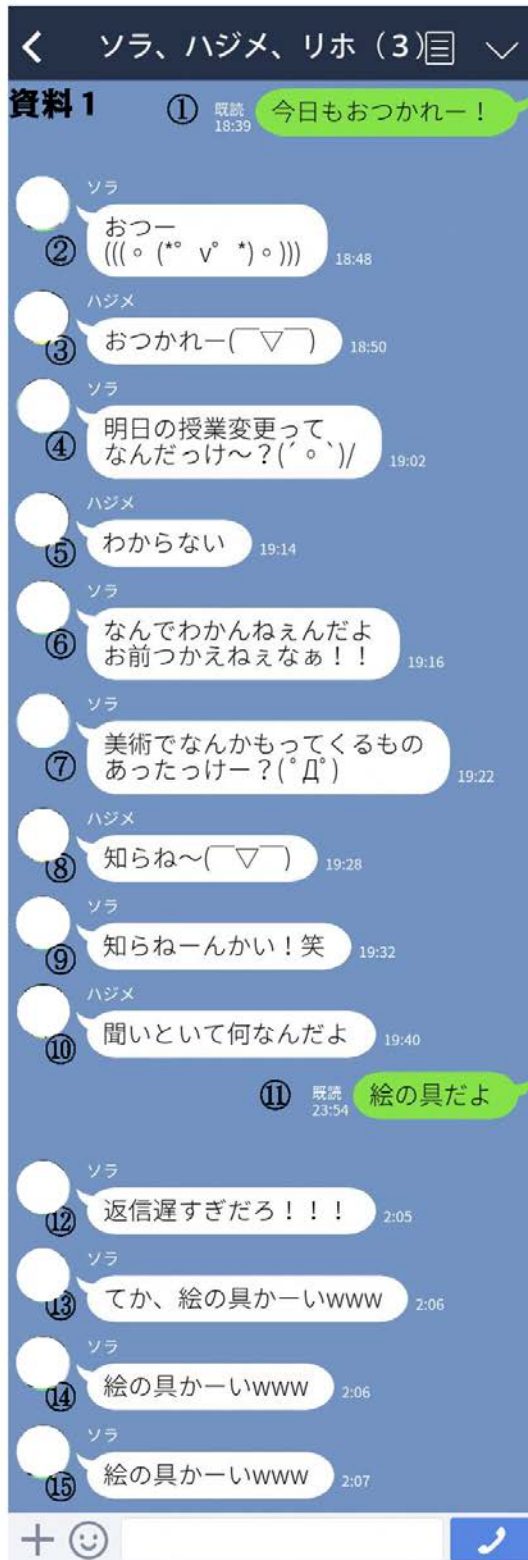 ソラ、ハジメ、リホ（3）
資料１
① 既読 18:39 今日もおつかれー！
ソラ
② おつー
(((∘ (*゜ v゜ *)∘))) 18:48
ハジメ
③ おつかれー(￣▽￣) 18:50
ソラ
④ 明日の授業変更って
なんだっけ～？(´∘`)/ 19:02
ハジメ
⑤ わからない 19:14
ソラ
⑥ なんでわかんねぇんだよ
お前つかえねぇなぁ！！ 19:16
ソラ
⑦ 美術でなんかもってくるもの
あったっけー？(ﾟДﾟ) 19:22
ハジメ
⑧ 知らね～(￣▽￣) 19:28
ソラ
⑨ 知らねーんかい！笑 19:32
ハジメ
⑩ 聞いといて何なんだよ 19:40
⑪ 既読 23:54 絵の具だよ
ソラ
⑫ 返信遅すぎだろ！！！ 2:05
ソラ
⑬ てか、絵の具かーいwww 2:06
ソラ
⑭ 絵の具かーいwww 2:06
ソラ
⑮ 絵の具かーいwww 2:07